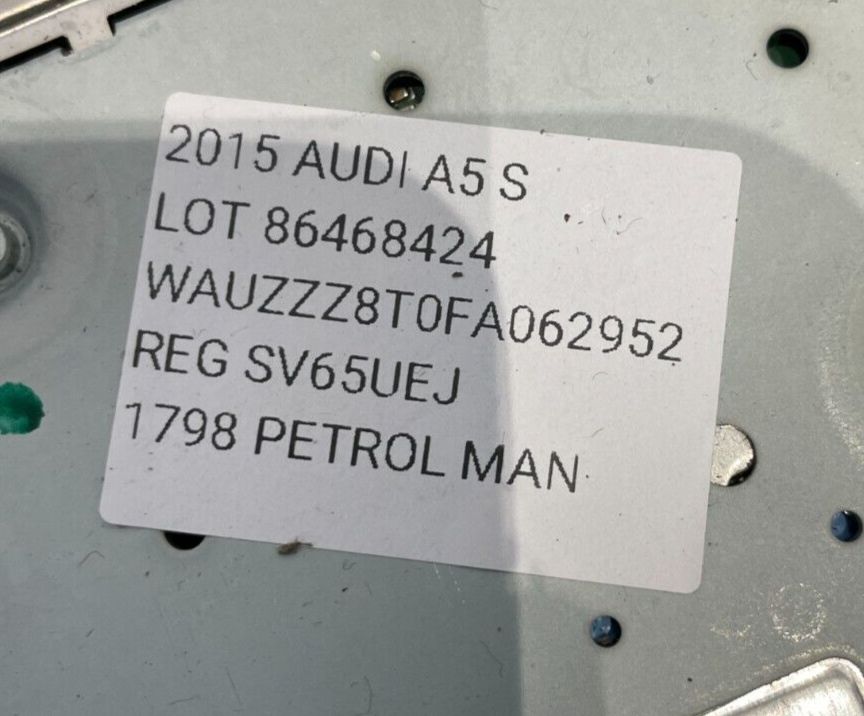 2015 AUDI A5 S
LOT 86468424
WAUZZZ8T0FA062952
REG SV65UEJ
1798 PETROL MAN